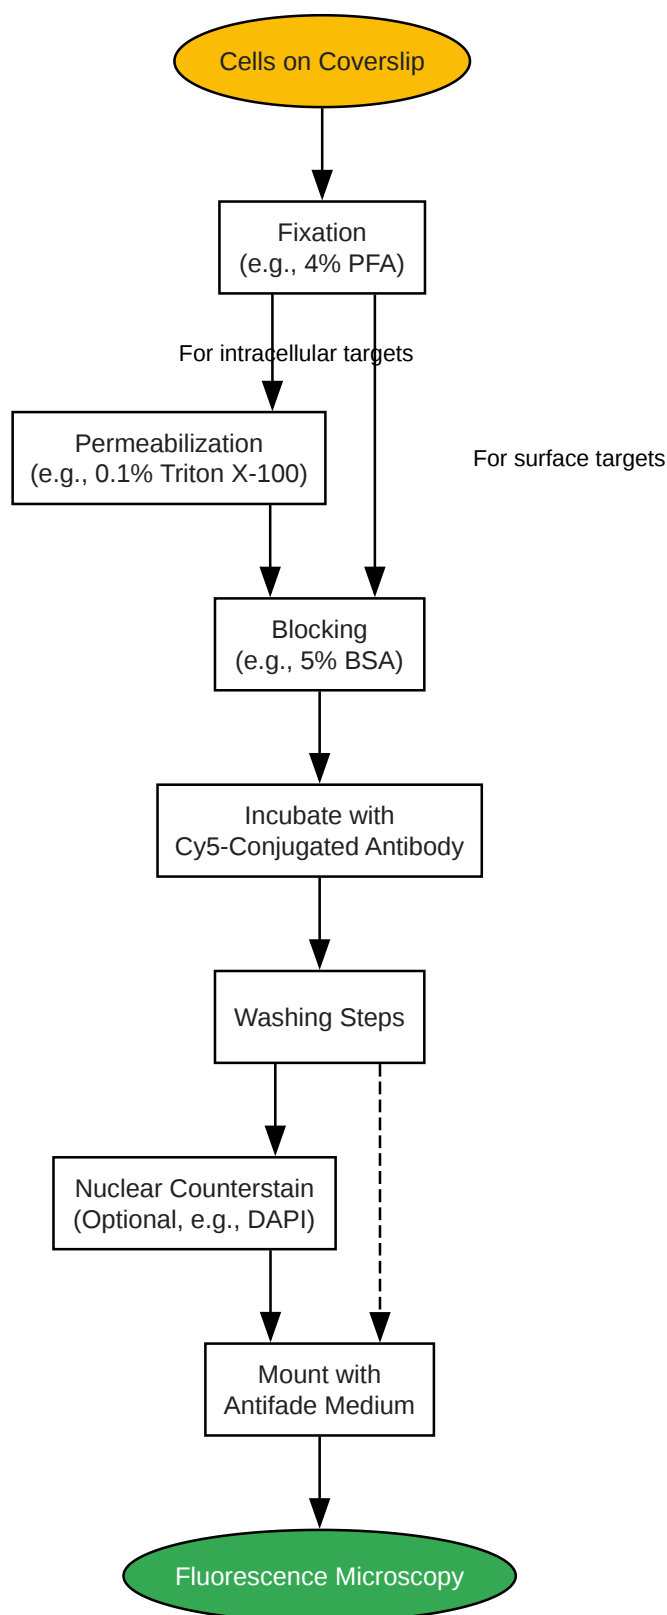 Cells on Coverslip
Fixation
(e.g., 4% PFA)
For intracellular targets
Permeabilization
(e.g., 0.1% Triton X-100)
For surface targets
Blocking
(e.g., 5% BSA)
Incubate with
Cy5-Conjugated Antibody
Washing Steps
Nuclear Counterstain
(Optional, e.g., DAPI)
Mount with
Antifade Medium
Fluorescence Microscopy